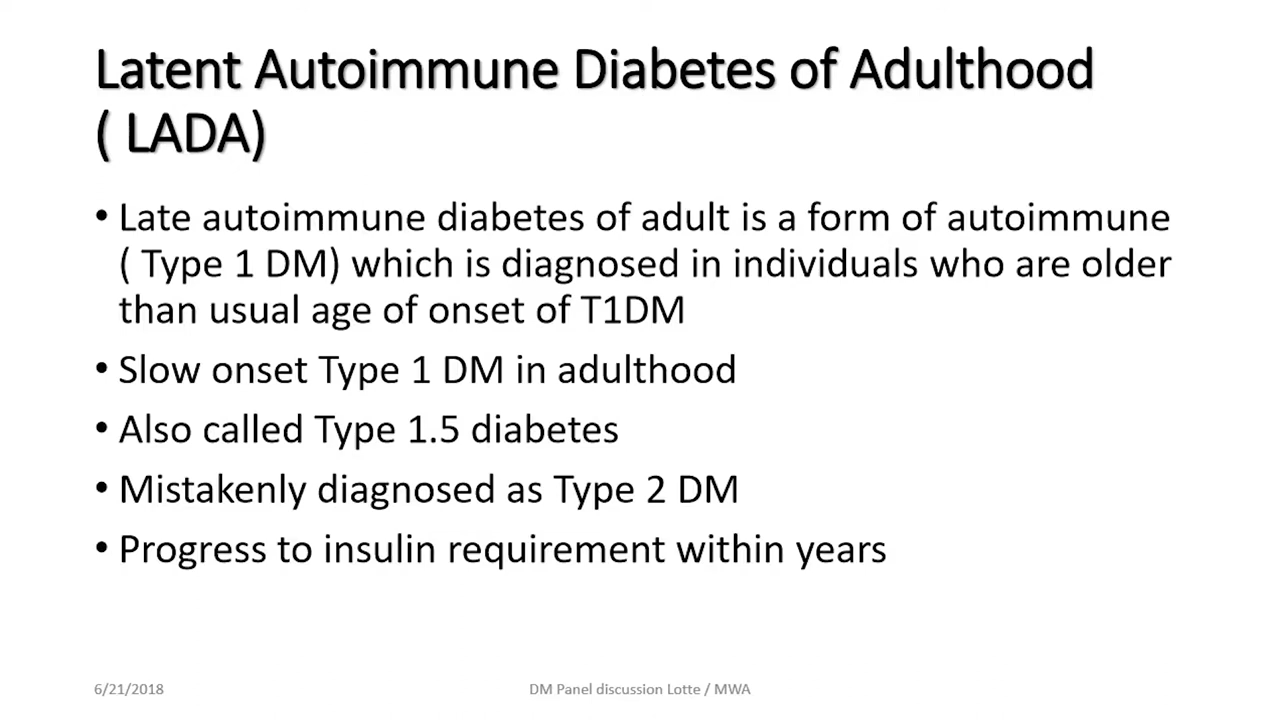 Latent Autoimmune Diabetes of Adulthood
( LADA)
• Late autoimmune diabetes of adult is a form of autoimmune
( Type 1 DM) which is diagnosed in individuals who are older
than usual age of onset of T1DM
• Slow onset Type 1 DM in adulthood
• Also called Type 1.5 diabetes
• Mistakenly diagnosed as Type 2 DM
• Progress to insulin requirement within years
6/21/2018
DM Panel discussion Lotte / MWA